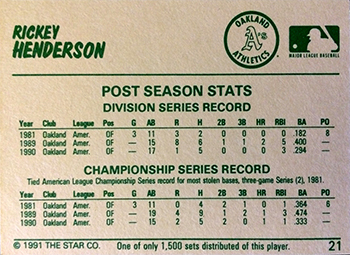 RICKEY
HENDERSON
OAKLAND
A's
ATHLETICS
MAJOR LEAGUE BASEBALL
POST SEASON STATS
DIVISION SERIES RECORD
Year Club League Pos G AB R H 2B 3B HR RBI BA PO
1981 Oakland Amer. OF 3 11 3 2 0 0 0 0 .182 8
1989 Oakland Amer. OF -- 15 8 6 1 1 2 5 .400 --
1990 Oakland Amer. OF -- 17 1 5 0 0 0 3 .294 --
CHAMPIONSHIP SERIES RECORD
Tied American League Championship Series record for most stolen bases, three-game Series (2), 1981.
Year Club League Pos G AB R H 2B 3B HR RBI BA PO
1981 Oakland Amer. OF 3 11 0 4 2 1 0 1 .364 6
1989 Oakland Amer. OF -- 19 4 9 1 2 1 3 .474 --
1990 Oakland Amer. OF -- 15 2 5 2 0 1 1 .333 --
© 1991 THE STAR CO. One of only 1,500 sets distributed of this player. 21